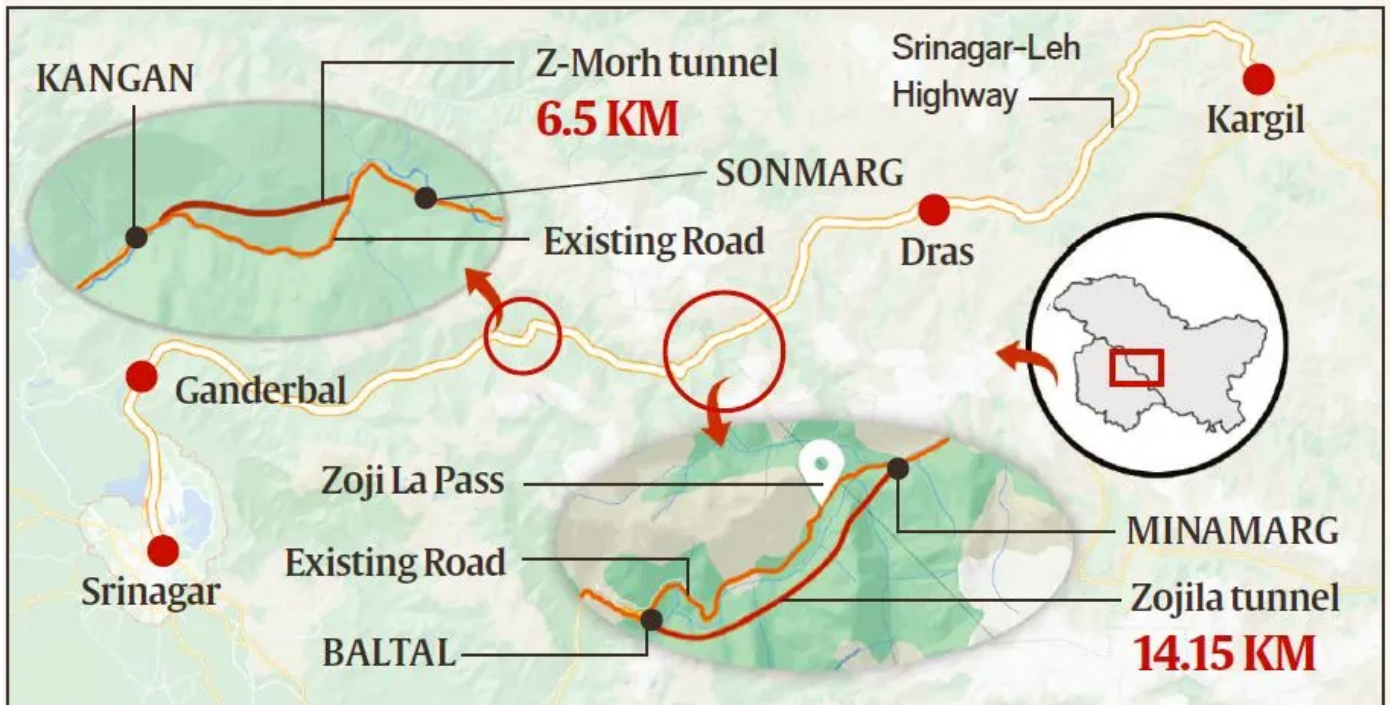 KANGAN
Z-Morh tunnel
6.5 KM
SONMARG
Existing Road
Srinagar-Leh
Highway
Kargil
Dras
Ganderbal
Srinagar
Zoji La Pass
Existing Road
BALTAL
MINAMARG
Zojila tunnel
14.15 KM